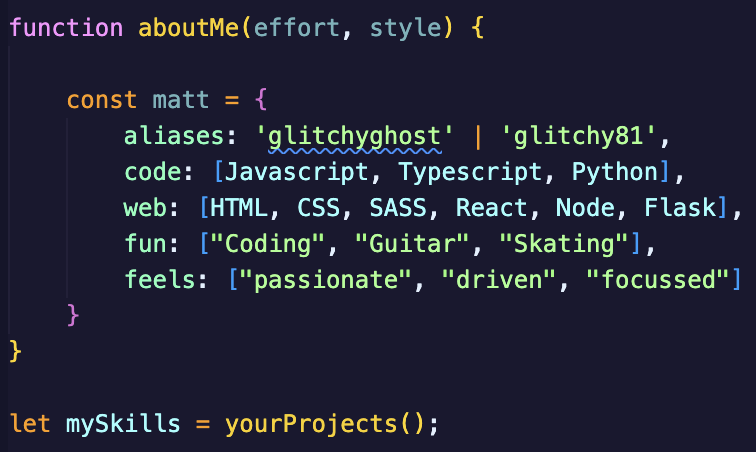 function aboutMe(effort, style) {
const matt = {
aliases: 'glitchyghost' | 'glitchy81',
code: [Javascript, Typescript, Python],
web: [HTML, CSS, SASS, React, Node, Flask],
fun: ["Coding", "Guitar", "Skating"],
feels: ["passionate", "driven", "focussed"]
}
}
let mySkills = yourProjects();